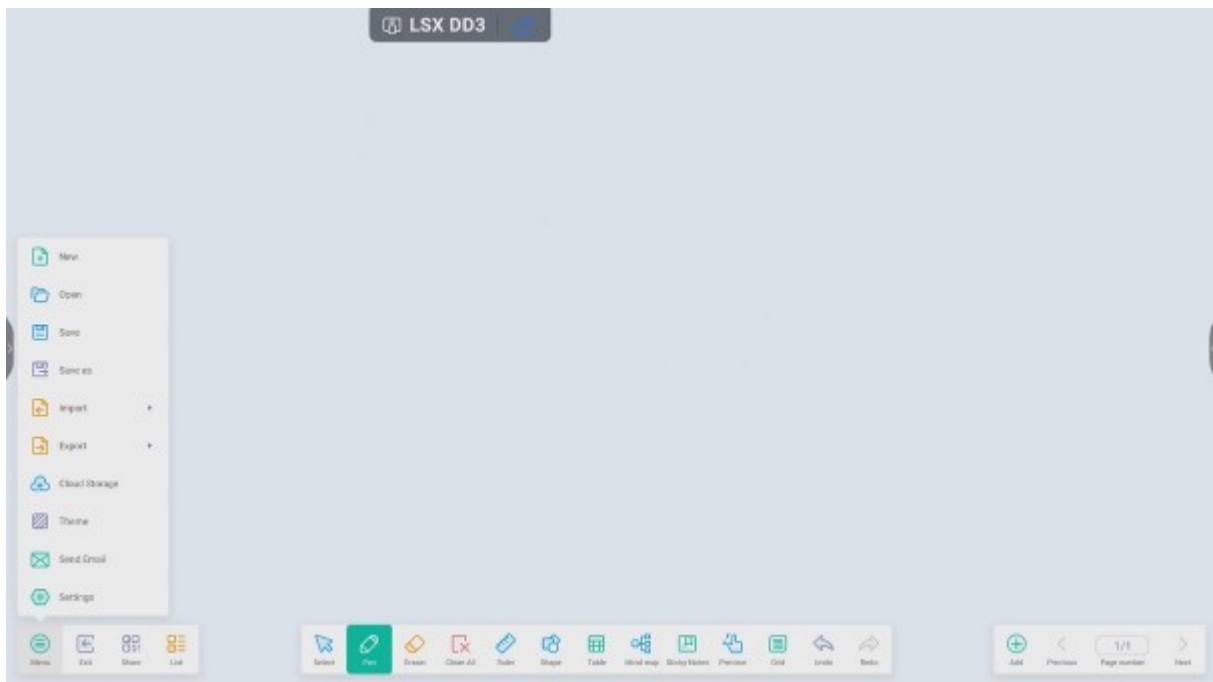 LSX DD3
New
Open
Save
Save as
Import
Export
Cloud Storage
Theme
Send Email
Settings
Menu
Exit
Share
List
Select
Pen
Eraser
Clean All
Ruler
Shape
Table
Mind map
Sticky Notes
Precise
Grid
Undo
Redo
Add
Previous
1/1
Page number
Next